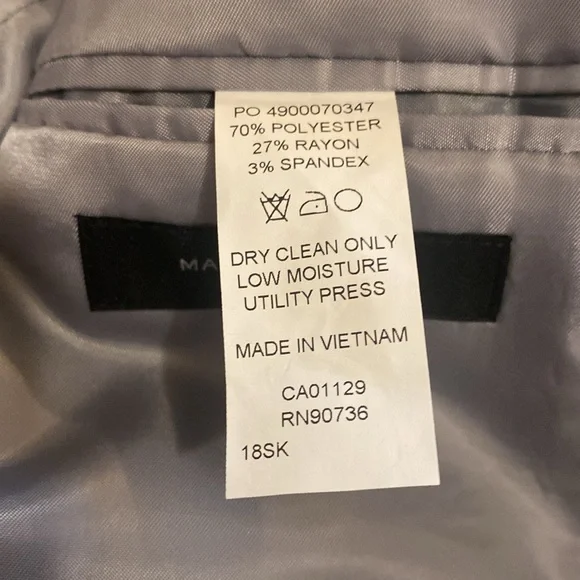 PO 4900070347
70% POLYESTER
27% RAYON
3% SPANDEX
DRY CLEAN ONLY
LOW MOISTURE
UTILITY PRESS
MADE IN VIETNAM
CA01129
RN90736
18SK